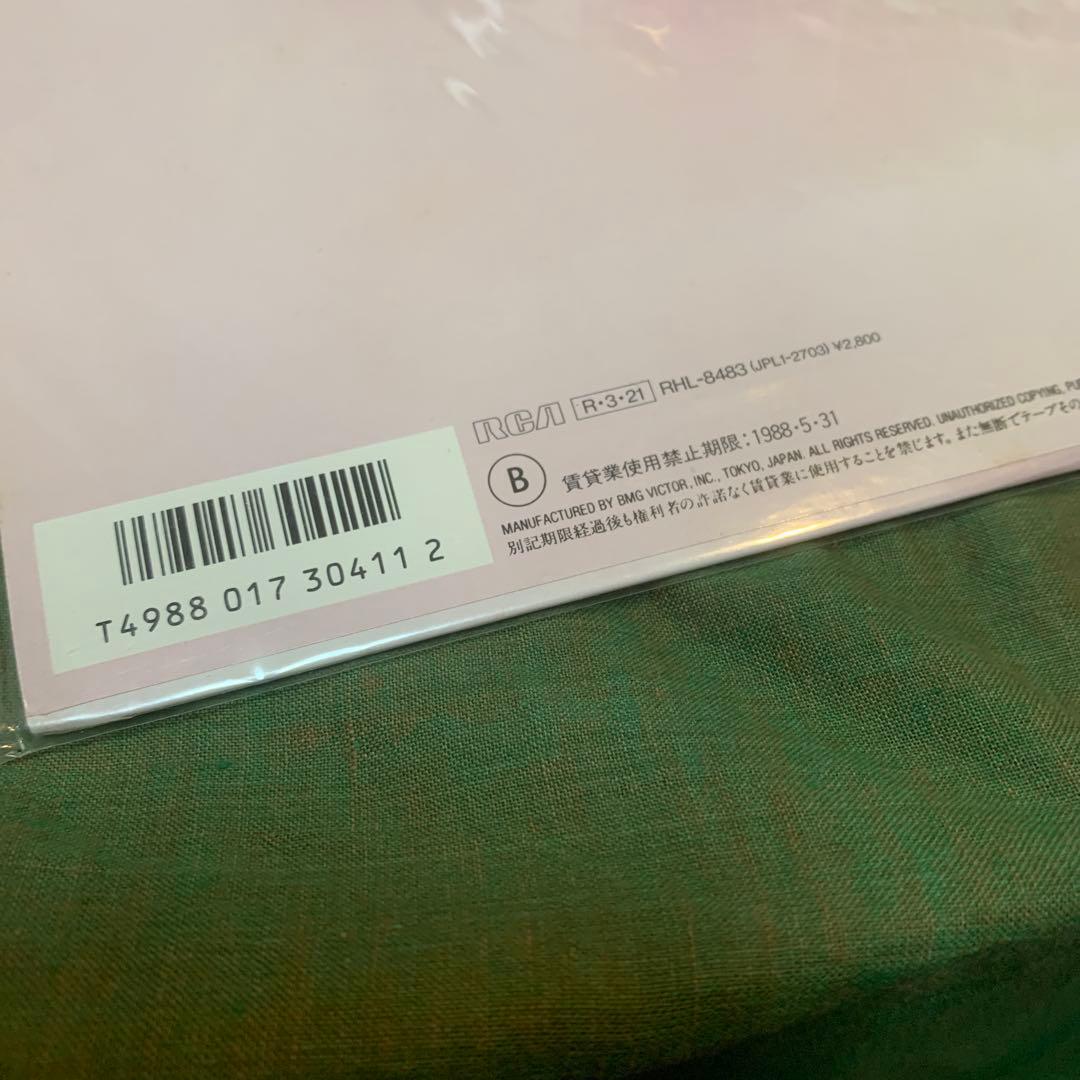 RCA R・3・21 RHL-8483 (JPL1-2703) ¥2,800
B 賃貸業使用禁止期限:1988・5・31
MANUFACTURED BY BMG VICTOR, INC., TOKYO, JAPAN. ALL RIGHTS RESERVED. UNAUTHORIZED COPYING,
別記期限経過後も権利者の許諾なく賃貸業に使用することを禁じます。また無断でテープその
T4988 017 30411 2